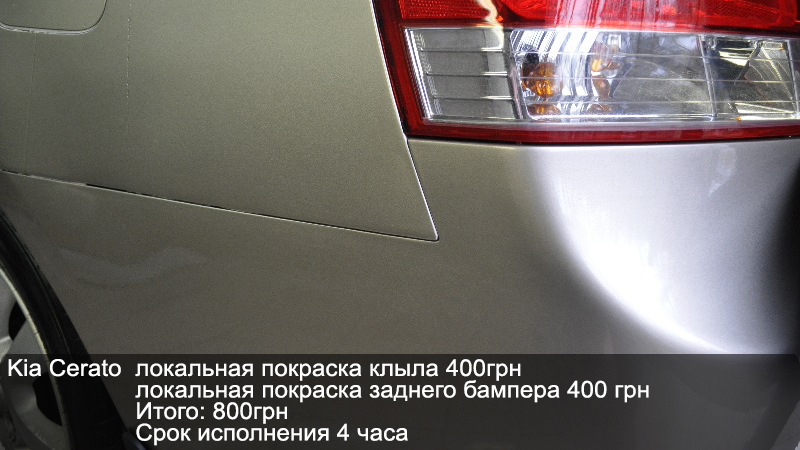 Kia Cerato локальная покраска клыла 400грн
локальная покраска заднего бампера 400 грн
Итого: 800грн
Срок исполнения 4 часа